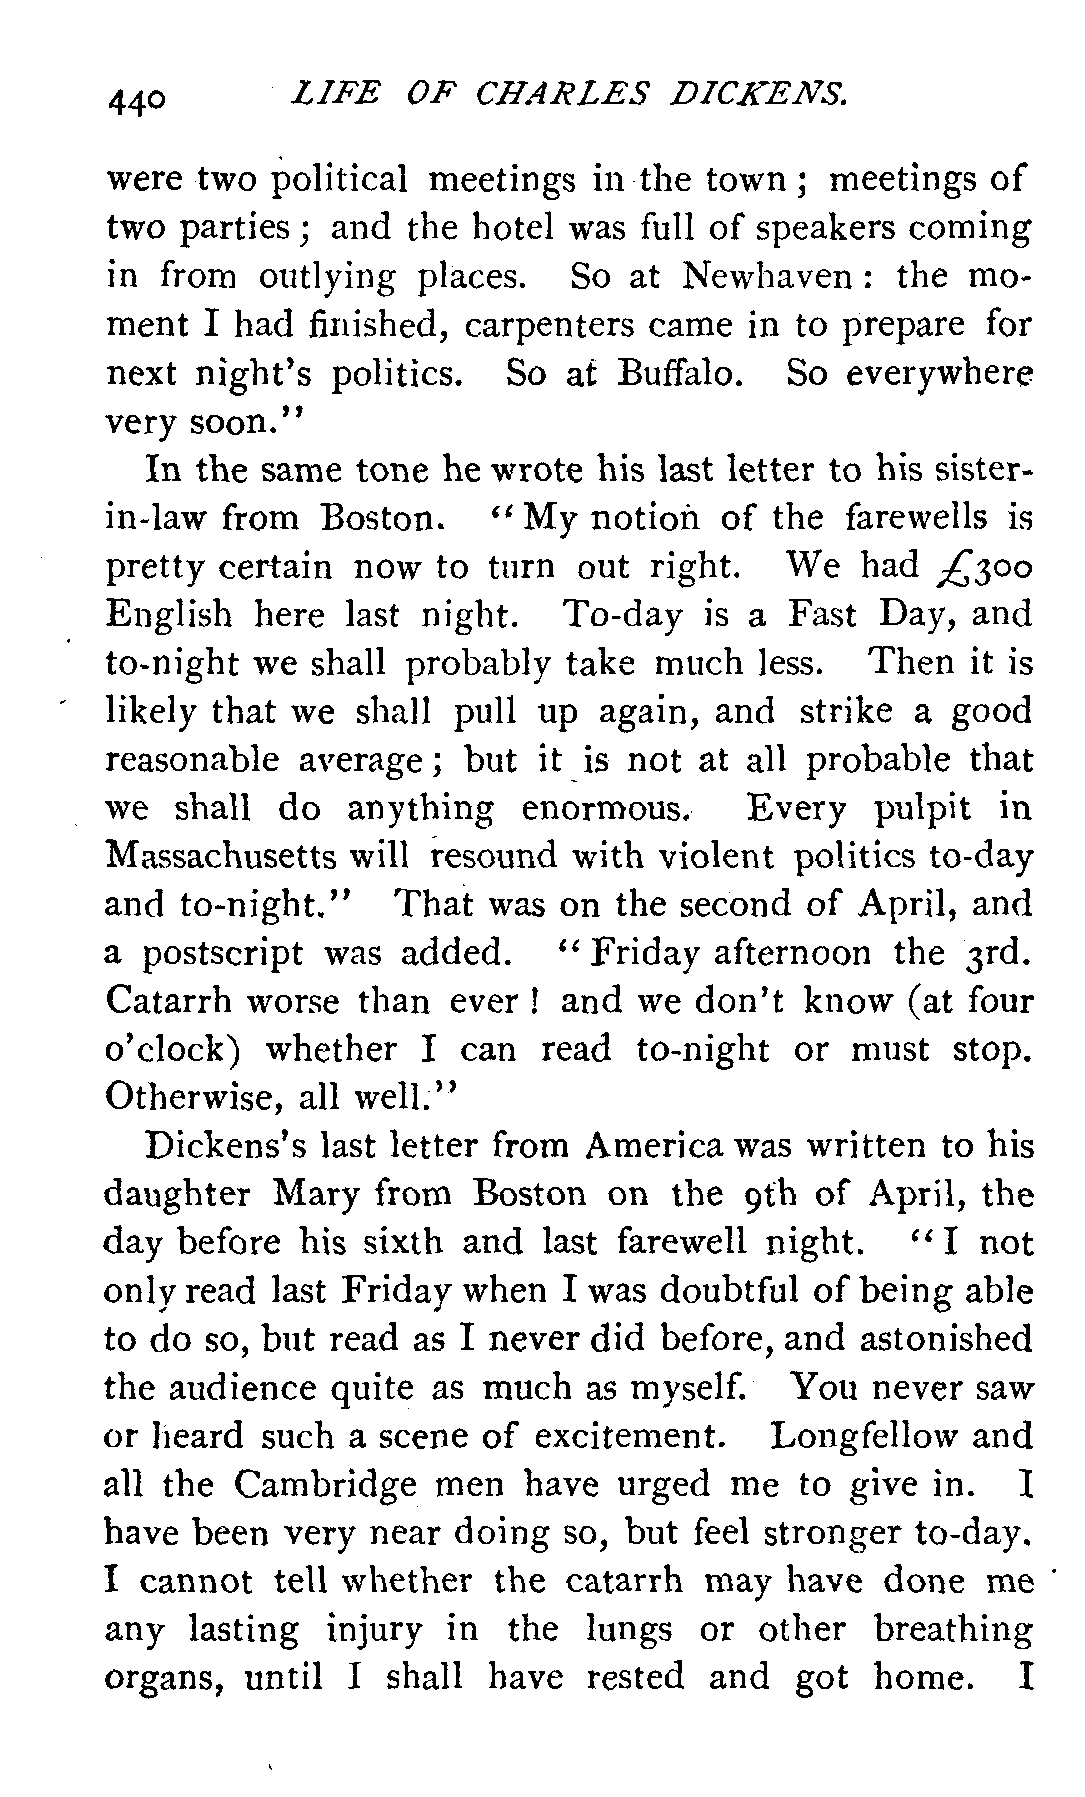 440 LIFE OF CHARLES DICKENS.
were two political meetings in the town ; meetings of
two parties ; and the hotel was full of speakers coming
in from outlying places. So at Newhaven : the mo-
ment I had finished, carpenters came in to prepare for
next night's politics. So at Buffalo. So everywhere
very soon."
In the same tone he wrote his last letter to his sister-
in-law from Boston. "My notion of the farewells is
pretty certain now to turn out right. We had £300
English here last night. To-day is a Fast Day, and
to-night we shall probably take much less. Then it is
likely that we shall pull up again, and strike a good
reasonable average ; but it is not at all probable that
we shall do anything enormous. Every pulpit in
Massachusetts will resound with violent politics to-day
and to-night." That was on the second of April, and
a postscript was added. "Friday afternoon the 3rd.
Catarrh worse than ever ! and we don't know (at four
o'clock) whether I can read to-night or must stop.
Otherwise, all well."
Dickens's last letter from America was written to his
daughter Mary from Boston on the 9th of April, the
day before his sixth and last farewell night. "I not
only read last Friday when I was doubtful of being able
to do so, but read as I never did before, and astonished
the audience quite as much as myself. You never saw
or heard such a scene of excitement. Longfellow and
all the Cambridge men have urged me to give in. I
have been very near doing so, but feel stronger to-day.
I cannot tell whether the catarrh may have done me
any lasting injury in the lungs or other breathing
organs, until I shall have rested and got home. I